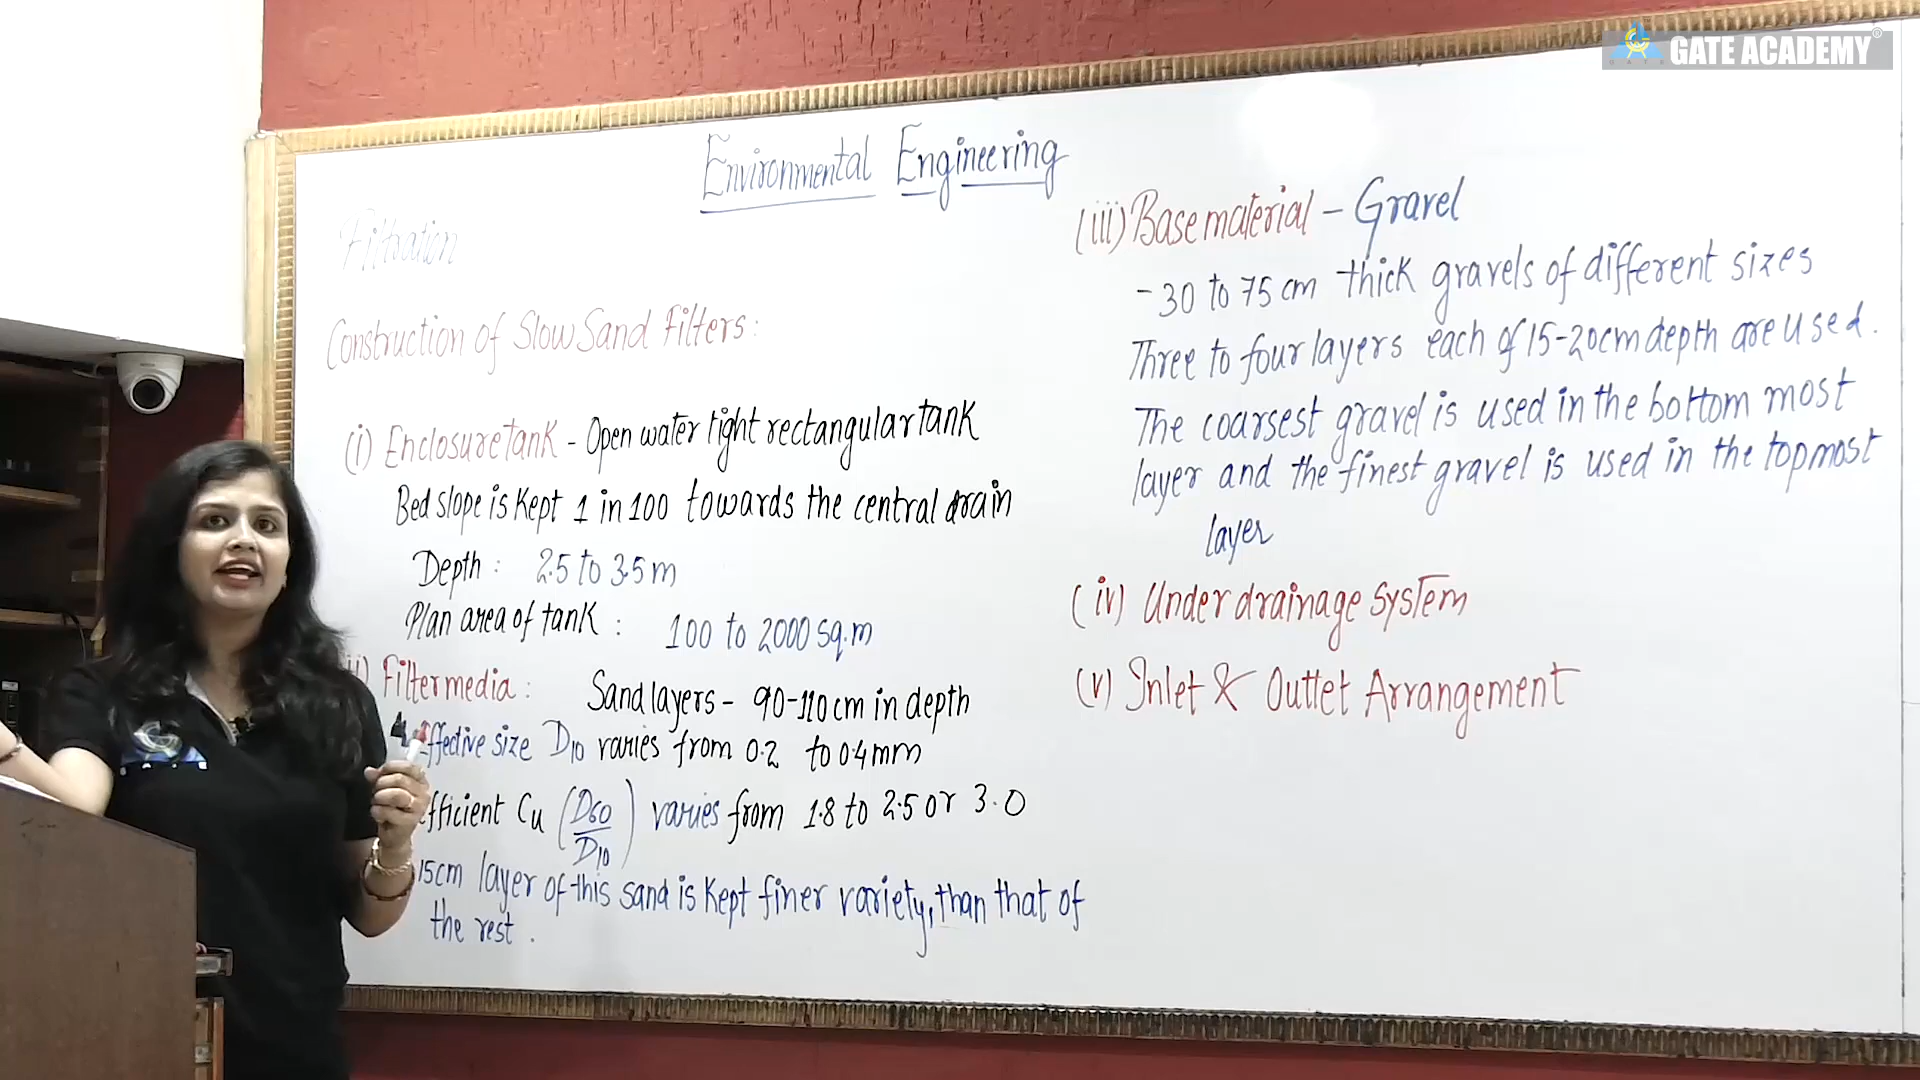 GATE ACADEMY®
Environmental Engineering
Filtration
Construction of Slow Sand Filters:
(i) Enclosure tank - Open water tight rectangular tank
Bed slope is kept 1 in 100 towards the central drain
Depth: 2.5 to 3.5 m
Plan area of tank: 100 to 2000 sq.m
Filter media: Sand layers - 90-110 cm in depth
Effective size D10 varies from 0.2 to 0.4 mm
efficient Cu (D60/D10) varies from 1.8 to 2.5 or 3.0
15cm layer of this sand is kept finer variety, than that of
the rest.
(iii) Base material - Gravel
- 30 to 75 cm thick gravels of different sizes
Three to four layers each of 15-20cm depth are used.
The coarsest gravel is used in the bottom most
layer and the finest gravel is used in the topmost
layer
(iv) Under drainage System
(v) Inlet & Outlet Arrangement